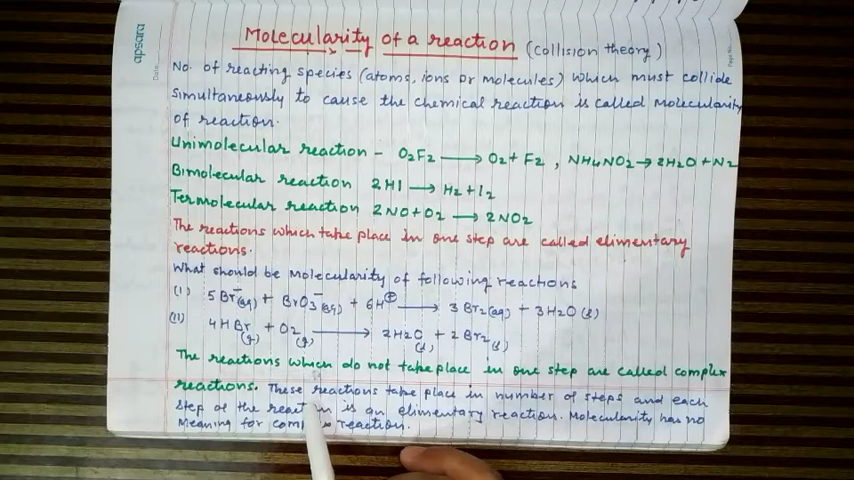 apsara
Date:
Page No.
Molecularity of a reaction (collision theory)
No. of reacting species (atoms, ions or molecules) which must collide
simultaneously to cause the chemical reaction is called molecularity
of reaction.
Unimolecular reaction - O2F2 → O2 + F2 , NH4NO2 → 2H2O + N2
Bimolecular reaction 2HI → H2 + I2
Termolecular reaction 2NO + O2 → 2NO2
The reactions which take place in one step are called elimentary
reactions.
What should be molecularity of following reactions
(I) 5Br⁻(aq) + BrO3⁻(aq) + 6H⊕ → 3Br2(aq) + 3H2O(l)
(II) 4HBr(g) + O2(g) → 2H2O(l) + 2Br2(l)
The reactions which do not take place in one step are called complex
reactions. These reactions take place in number of steps and each
step of the is an elimentary reaction. Molecularity has no
meaning for reaction.